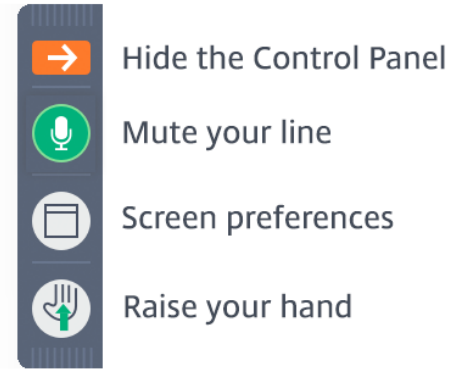 Hide the Control Panel
Mute your line
Screen preferences
Raise your hand